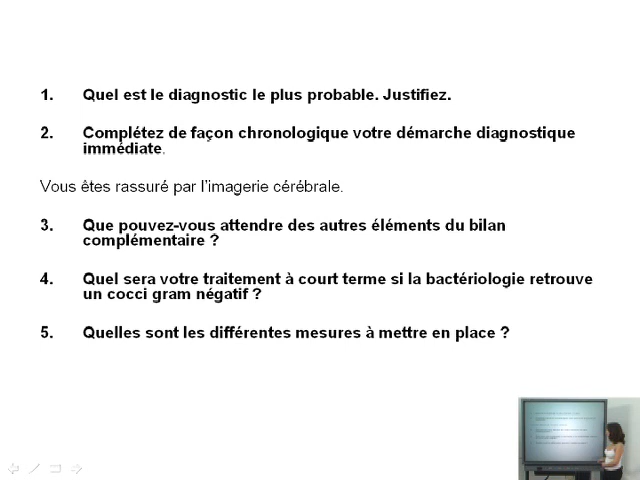 1. Quel est le diagnostic le plus probable. Justifiez.
2. Complétez de façon chronologique votre démarche diagnostique
immédiate.
Vous êtes rassuré par l'imagerie cérébrale.
3. Que pouvez-vous attendre des autres éléments du bilan
complémentaire ?
4. Quel sera votre traitement à court terme si la bactériologie retrouve
un cocci gram négatif ?
5. Quelles sont les différentes mesures à mettre en place ?